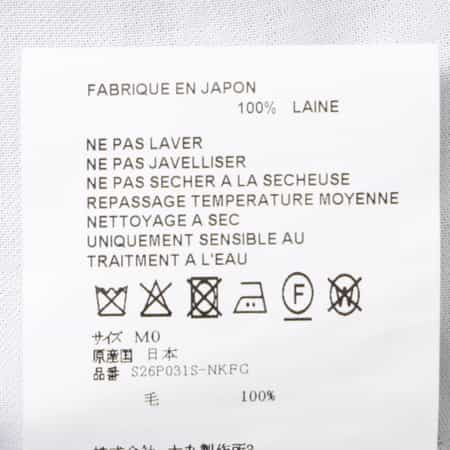 FABRIQUE EN JAPON
100% LAINE
NE PAS LAVER
NE PAS JAVELLISER
NE PAS SECHER A LA SECHEUSE
REPASSAGE TEMPERATURE MOYENNE
NETTOYAGE A SEC
UNIQUEMENT SENSIBLE AU
TRAITMENT A L'EAU
F W
サイズ M0
原産国 日本
品番 S26P031S-NKFG
毛 100%